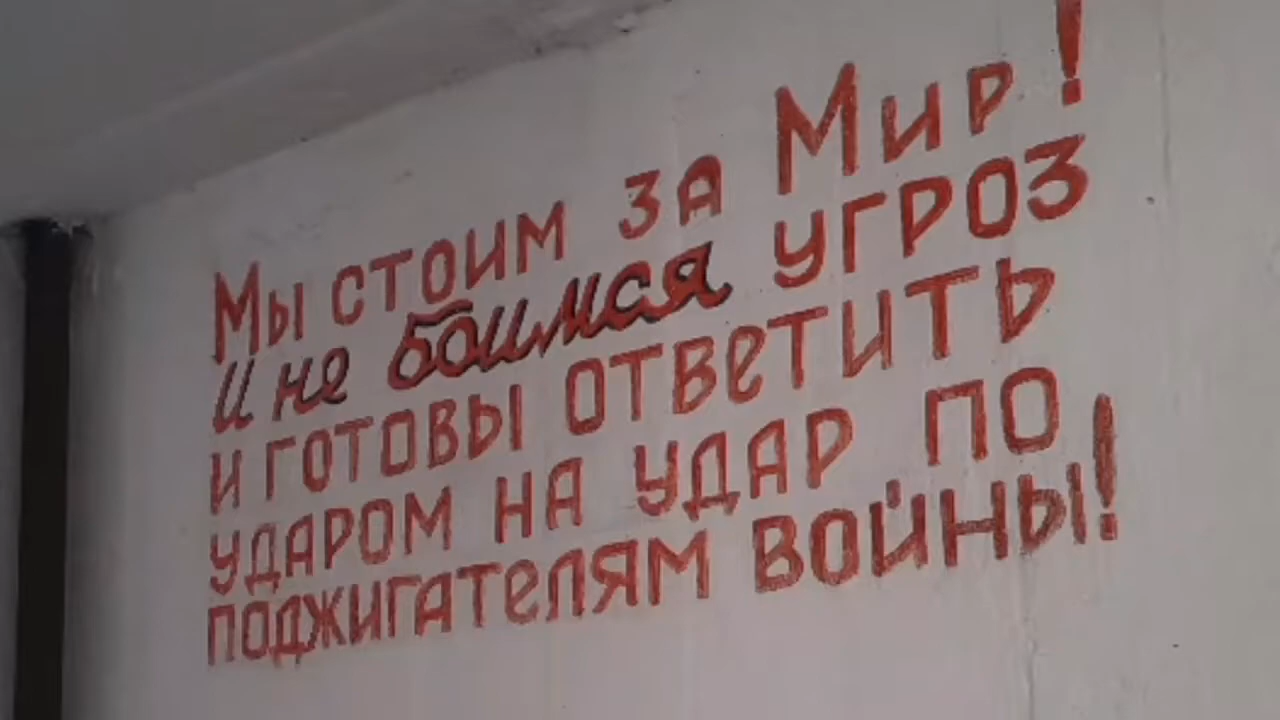 Мы стоим за Мир!
и не боимся угроз
и готовы ответить
ударом на удар по
поджигателям войны!